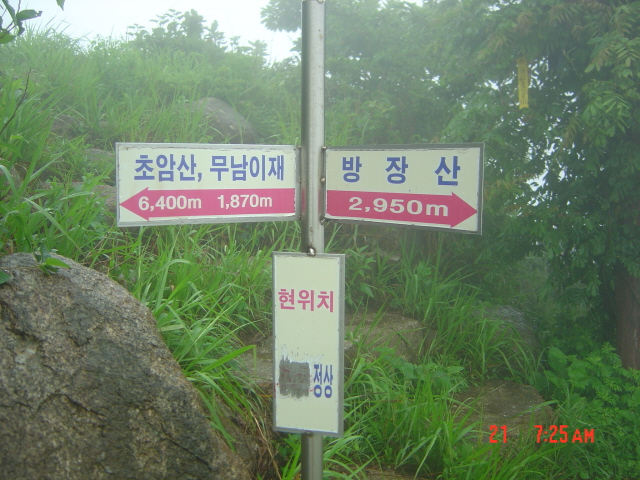 초암산, 무남이재
6,400m 1,870m
방장산
2,950m
현위치
정상
21 7:25 AM